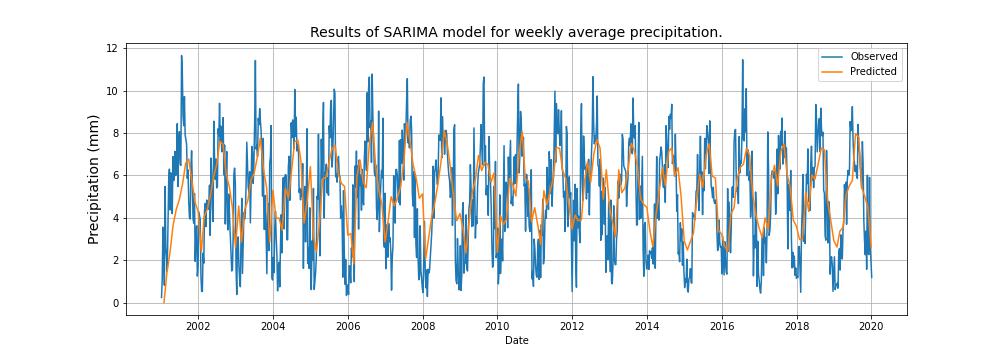 Results of SARIMA model for weekly average precipitation.
Observed
Predicted
Precipitation (mm)
12
10
8
6
4
2
0
2002 2004 2006 2008 2010 2012 2014 2016 2018 2020
Date